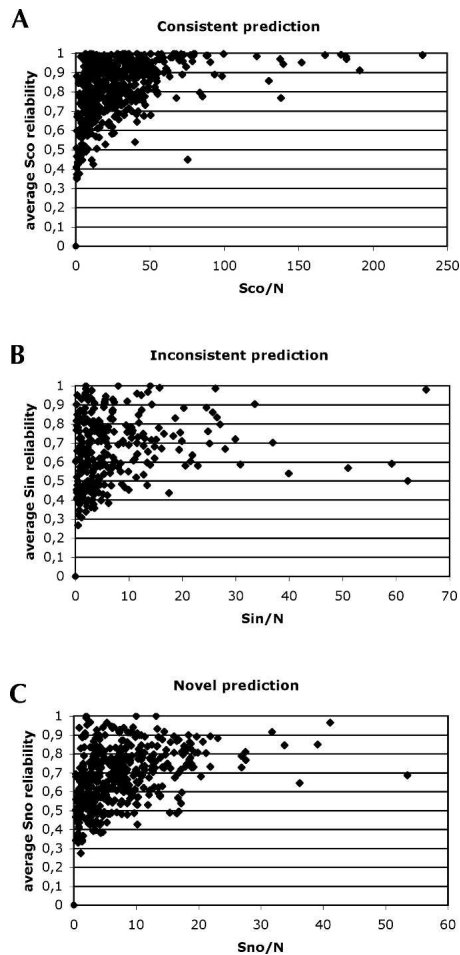 A
Consistent prediction
average Sco reliability
1
0,9
0,8
0,7
0,6
0,5
0,4
0,3
0,2
0,1
0
0 50 100 150 200 250
Sco/N
B
Inconsistent prediction
average Sin reliability
1
0,9
0,8
0,7
0,6
0,5
0,4
0,3
0,2
0,1
0
0 10 20 30 40 50 60 70
Sin/N
C
Novel prediction
average Sno reliability
1
0,9
0,8
0,7
0,6
0,5
0,4
0,3
0,2
0,1
0
0 10 20 30 40 50 60
Sno/N